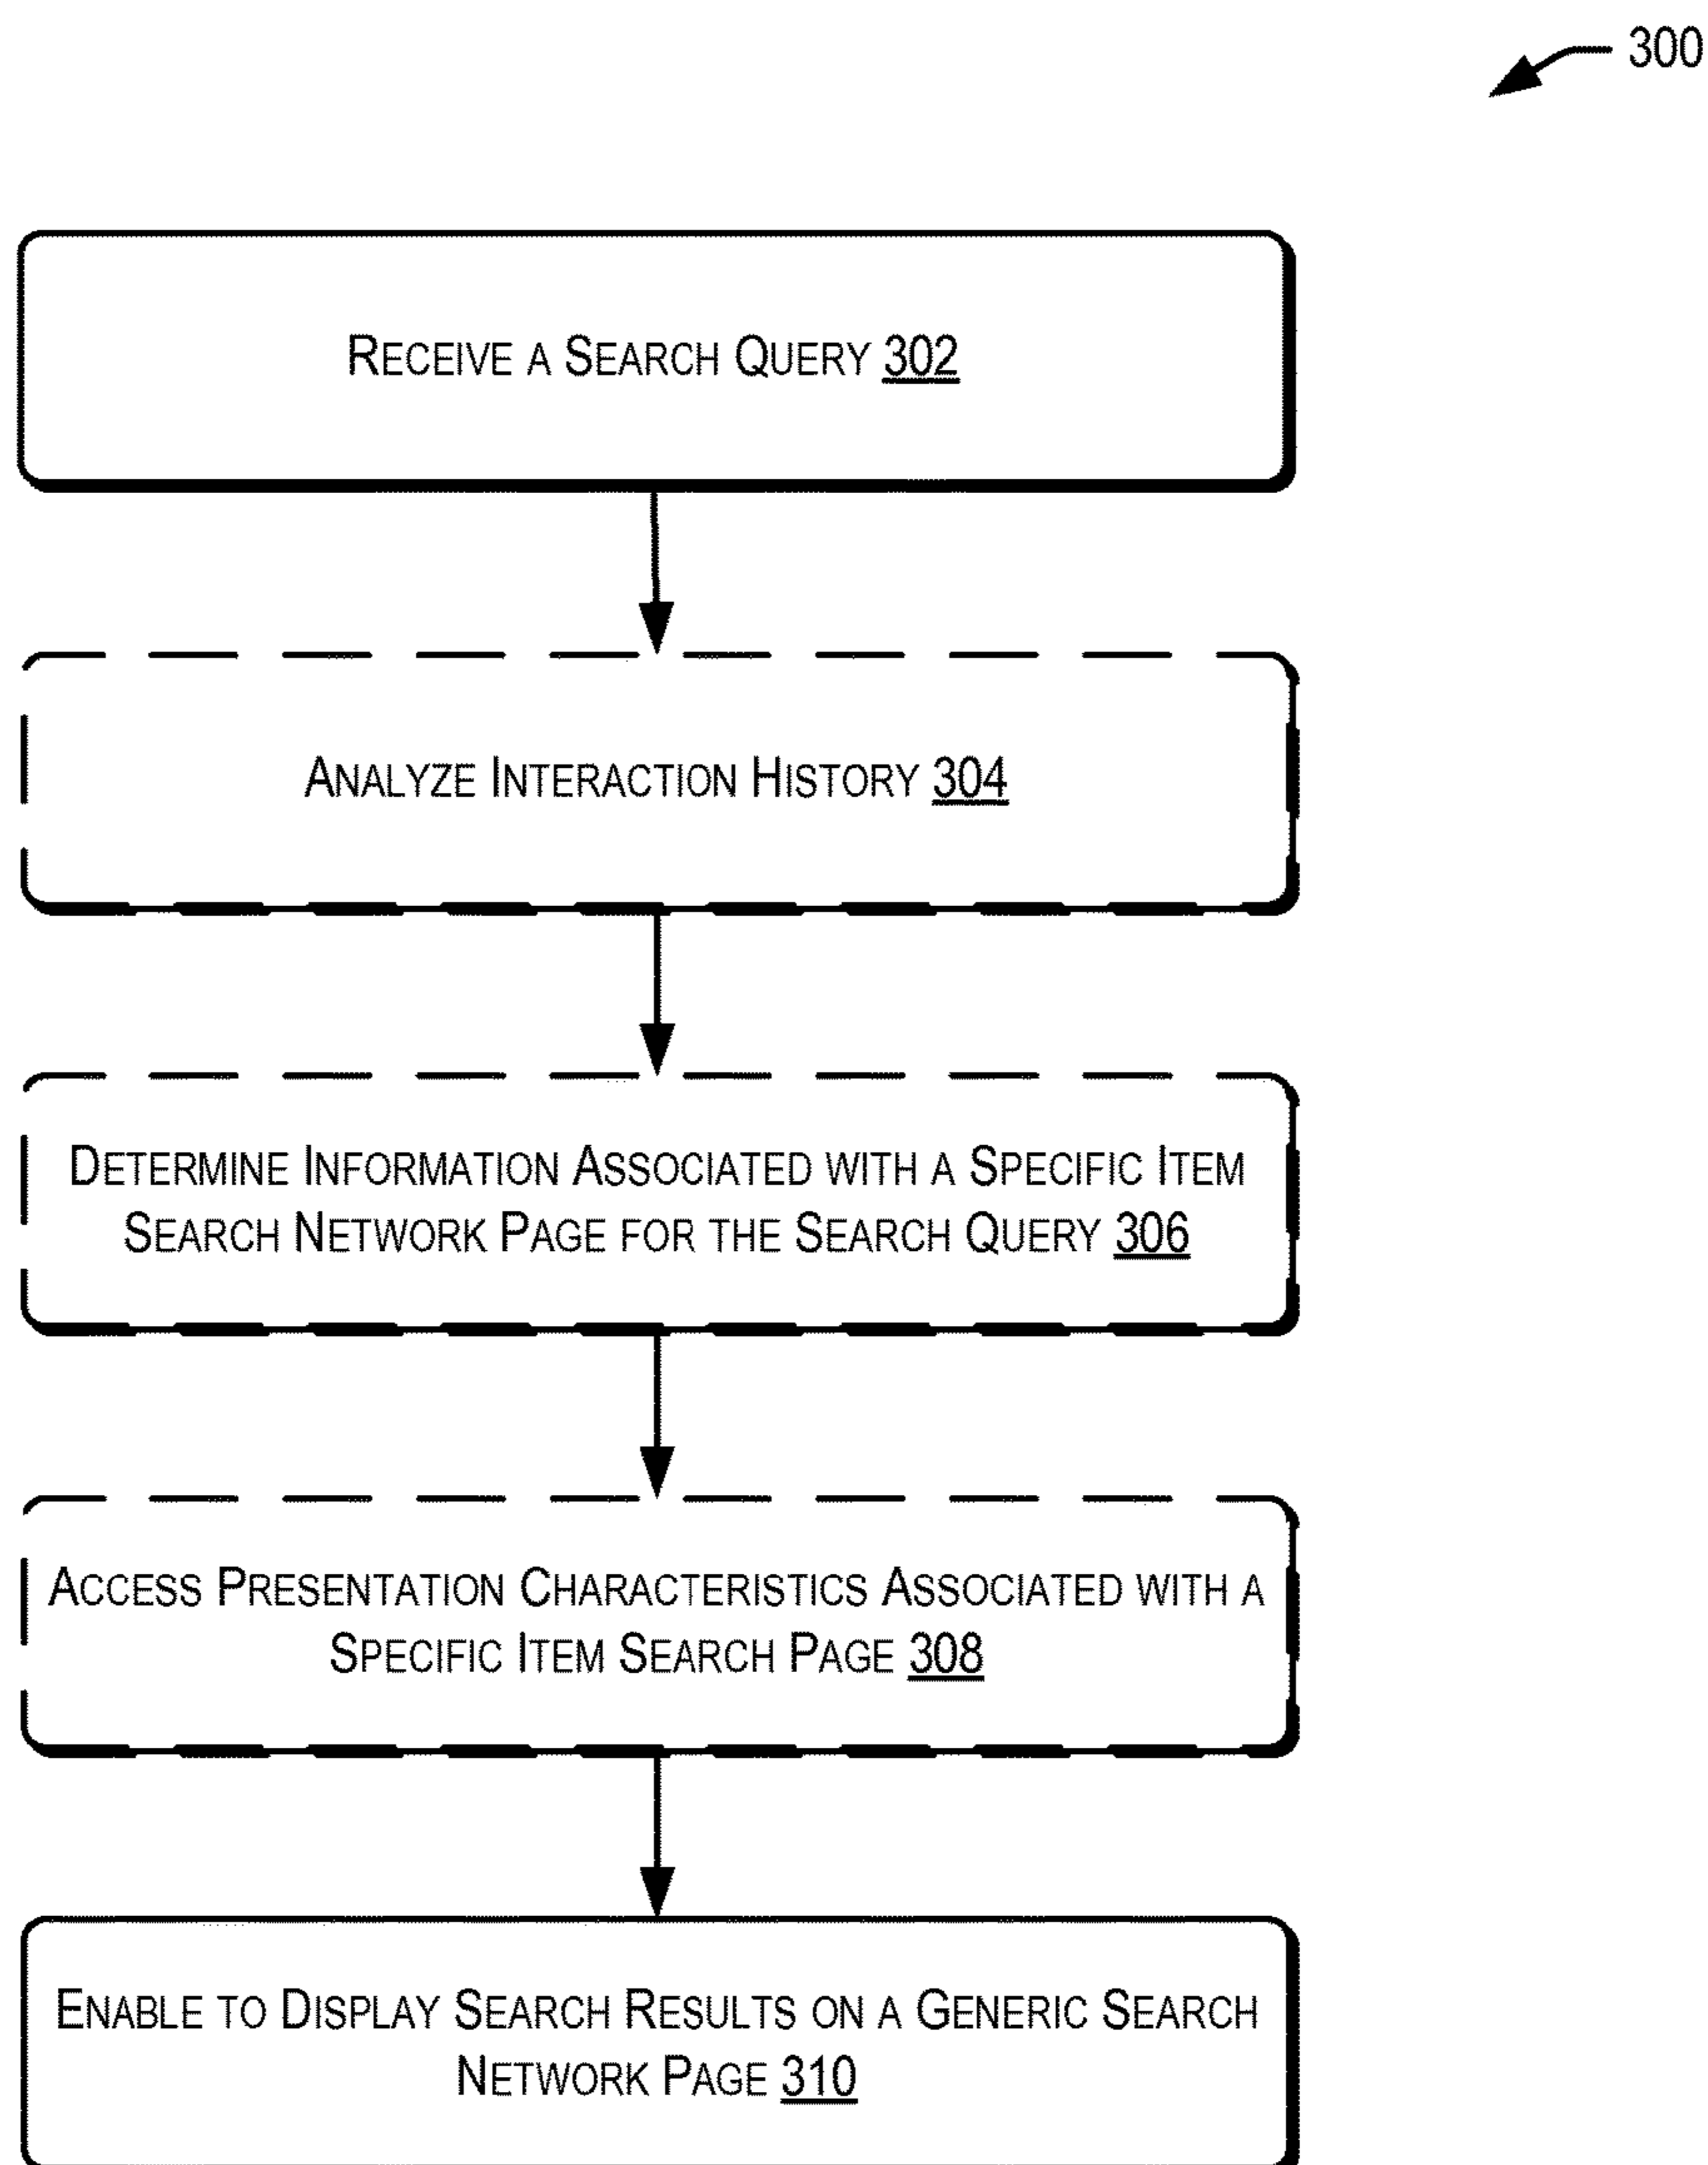 300
RECEIVE A SEARCH QUERY 302
ANALYZE INTERACTION HISTORY 304
DETERMINE INFORMATION ASSOCIATED WITH A SPECIFIC ITEM
SEARCH NETWORK PAGE FOR THE SEARCH QUERY 306
ACCESS PRESENTATION CHARACTERISTICS ASSOCIATED WITH A
SPECIFIC ITEM SEARCH PAGE 308
ENABLE TO DISPLAY SEARCH RESULTS ON A GENERIC SEARCH
NETWORK PAGE 310